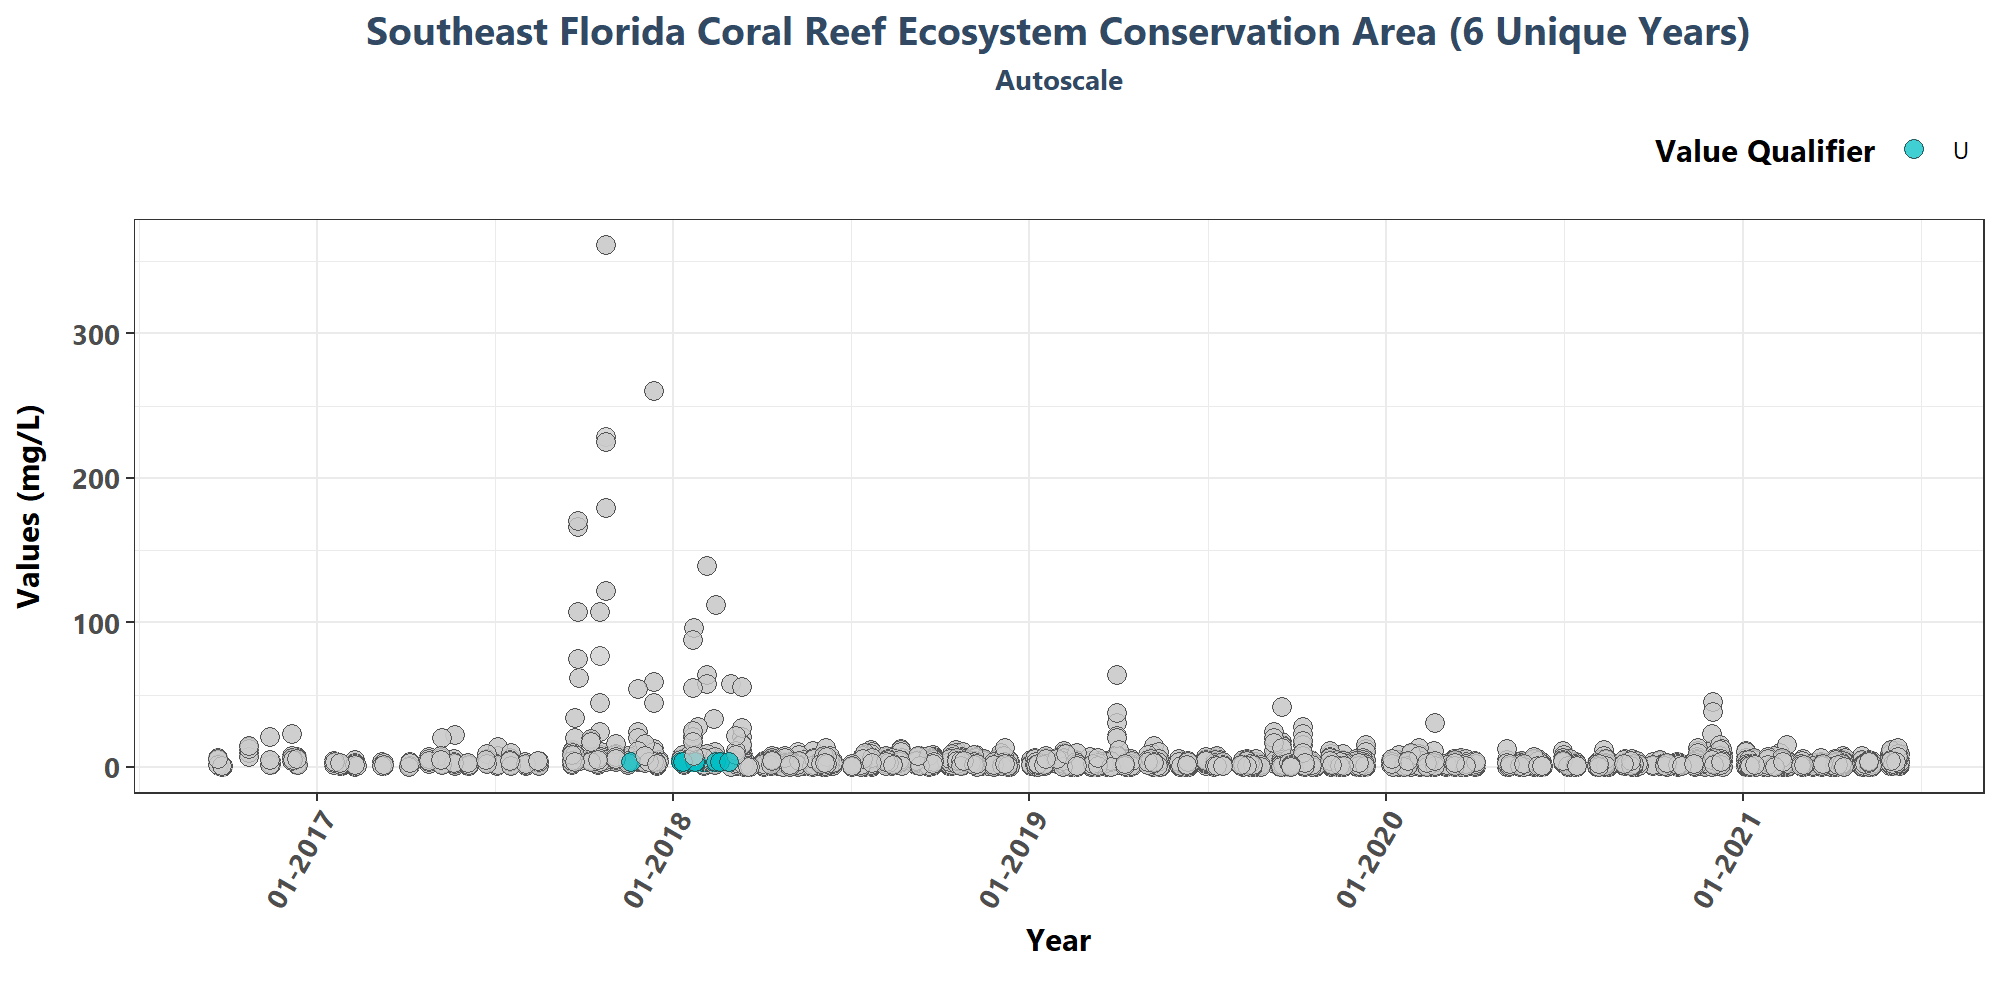 Southeast Florida Coral Reef Ecosystem Conservation Area (6 Unique Years)
Autoscale
Value Qualifier U
Values (mg/L)
300
200
100
0
01-2017
01-2018
01-2019
01-2020
01-2021
Year